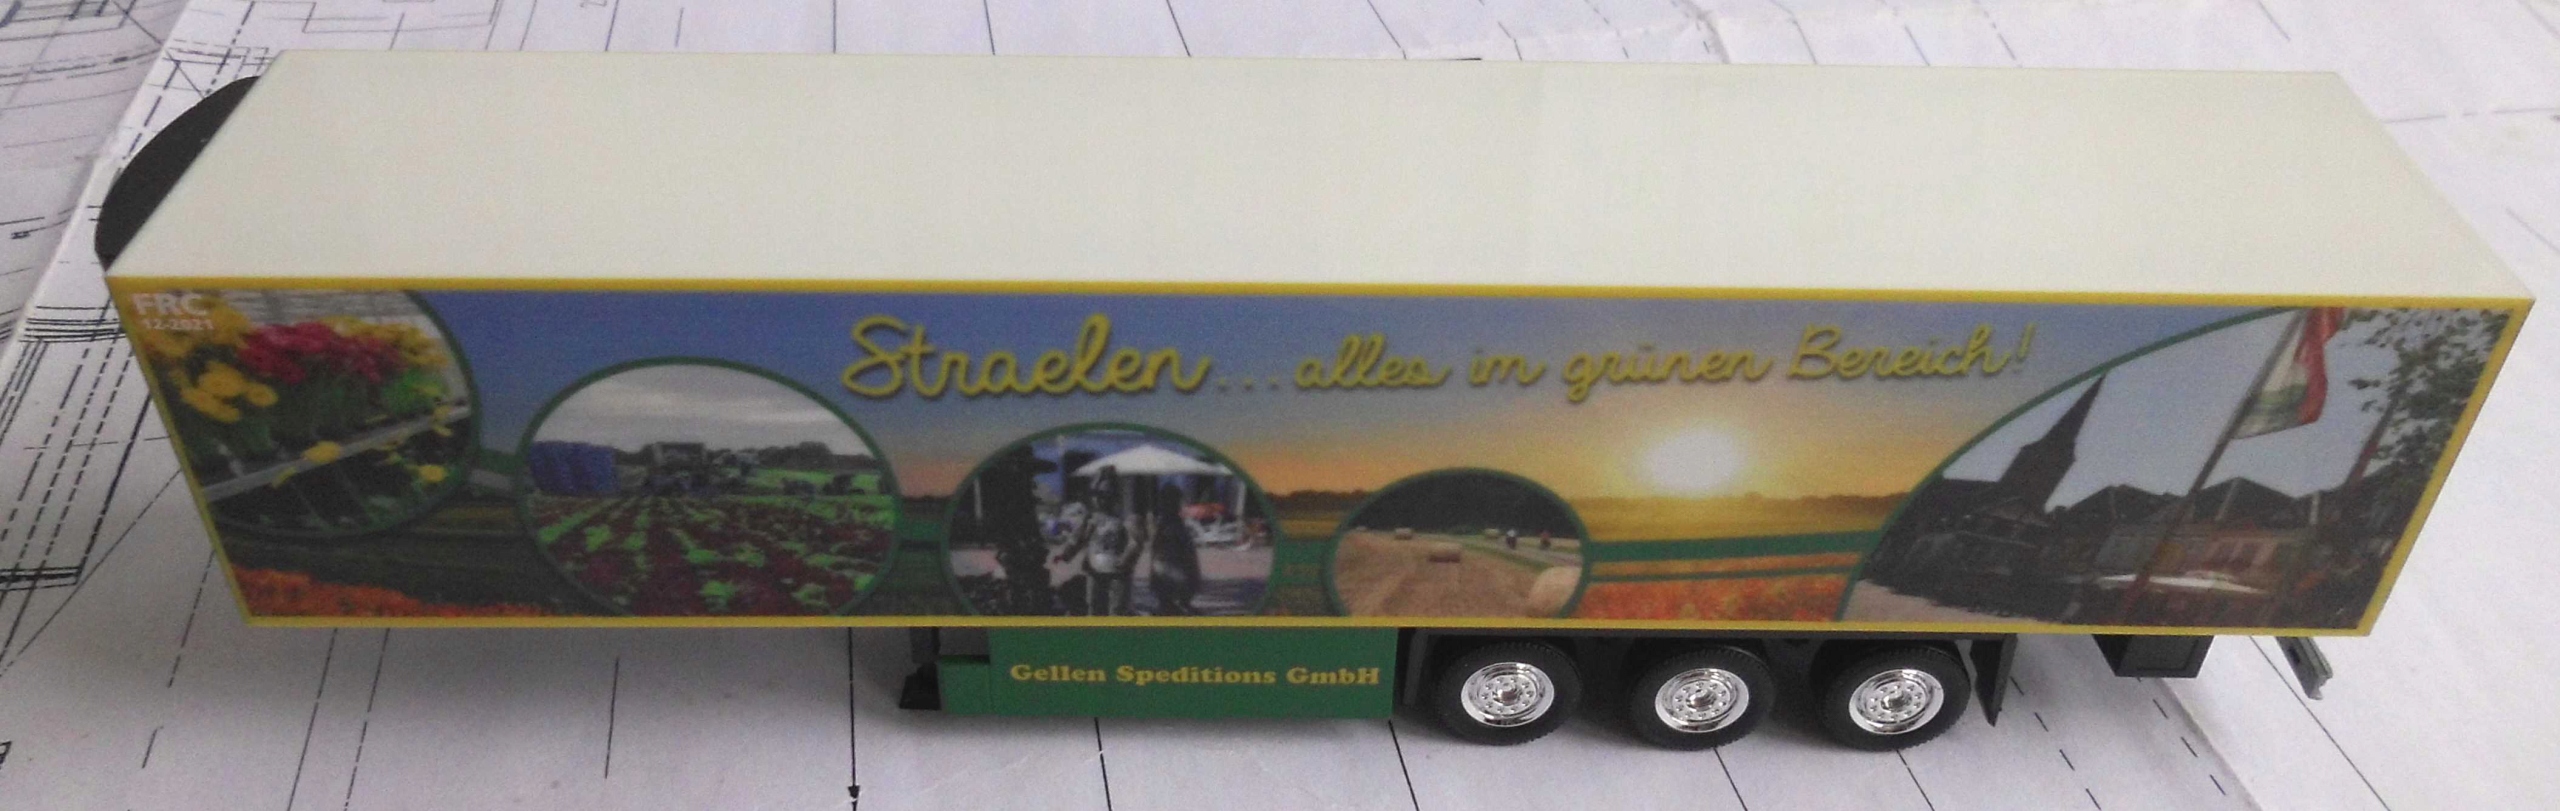 FRC
12-2021
Straelen... alles im grünen Bereich!
Gellen Speditions GmbH